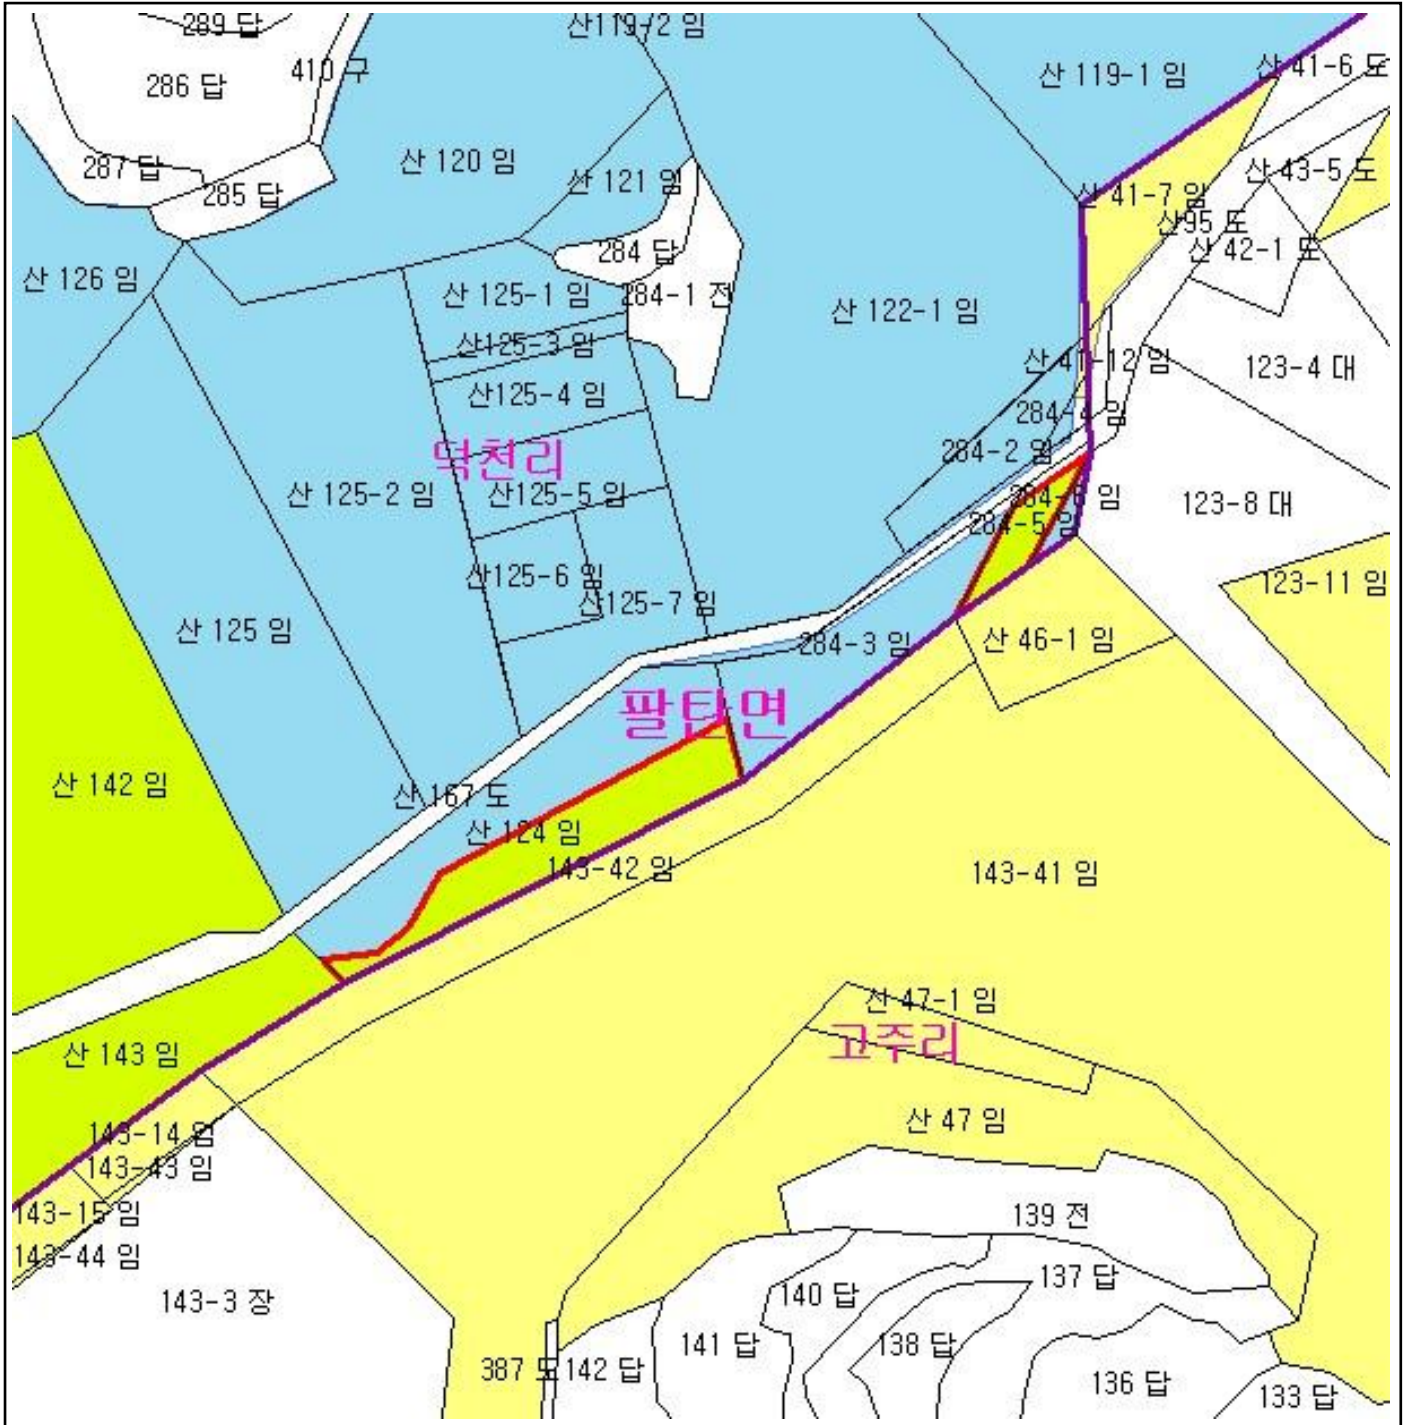 289 답
산119-2 임
286 답
410 구
산 119-1 임
산 41-6 도
287 답
285 답
산 120 임
산 121 임
산 43-5 도
산 41-7 임
산95 도
산 42-1 도
284 답
산 126 임
산 125-1 임
284-1 전
산 122-1 임
산125-3 임
산 41-12 임
123-4 대
산125-4 임
284-4 임
284-2 임
덕천리
산 125-2 임
산125-5 임
284-6 임
123-8 대
284-5 임
산125-6 임
산125-7 임
123-11 임
산 125 임
284-3 임
산 46-1 임
팔탄면
산 142 임
산 167 도
산 124 임
143-42 임
143-41 임
산 47-1 임
고주리
산 143 임
산 47 임
143-14 임
143-43 임
143-15 임
139 전
143-44 임
143-3 장
140 답
137 답
141 답
138 답
387 도
142 답
136 답
133 답